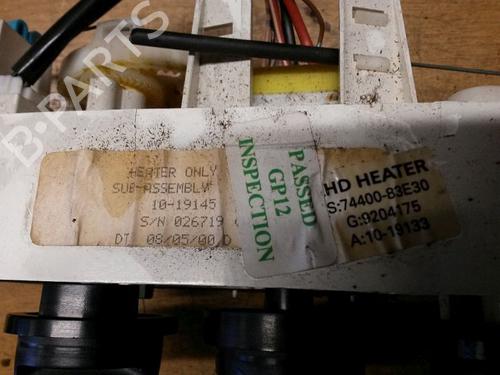 B-PARTS
HEATER ONLY
SUB-ASSEMBLY
10-19145
S/N 026719
DT 08/05/00 D
PASSED
GP12
INSPECTION
HD HEATER
S:74400-83E30
G:9204175
A:10-19133